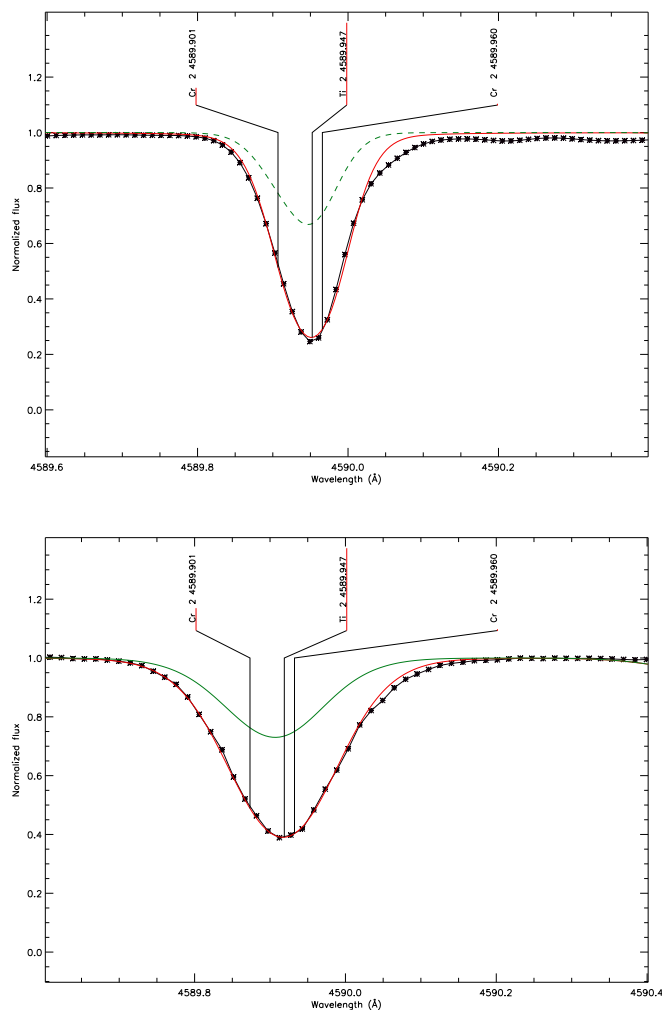 Cr 2 4589.901
Ti 2 4589.947
Cr 2 4589.960
1.2
1.0
0.8
0.6
0.4
0.2
0.0
Normalized flux
4589.6
4589.8
4590.0
4590.2
Wavelength (Å)
Cr 2 4589.901
Ti 2 4589.947
Cr 2 4589.960
1.2
1.0
0.8
0.6
0.4
0.2
0.0
Normalized flux
4589.8
4590.0
4590.2
4590.4
Wavelength (Å)